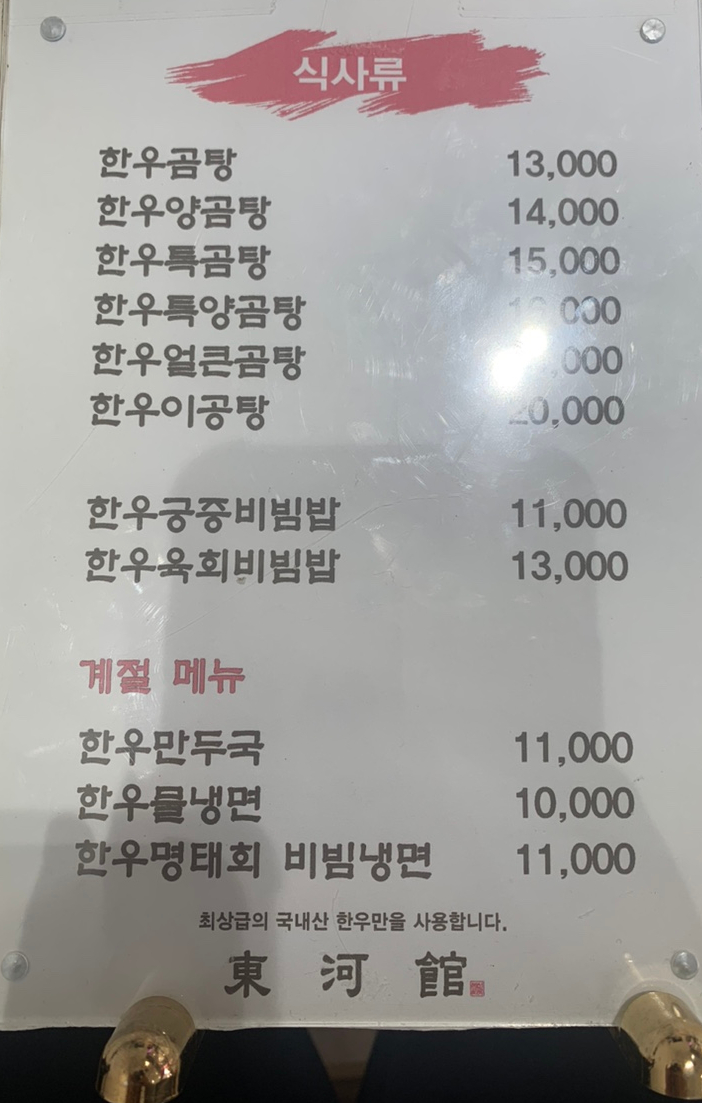 식사류
한우곰탕 13,000
한우양곰탕 14,000
한우특곰탕 15,000
한우특양곰탕
한우얼큰곰탕
한우이공탕 20,000
한우궁중비빔밥 11,000
한우육회비빔밥 13,000
계절 메뉴
한우만두국 11,000
한우물냉면 10,000
한우명태회 비빔냉면 11,000
최상급의 국내산 한우만을 사용합니다.
東河館